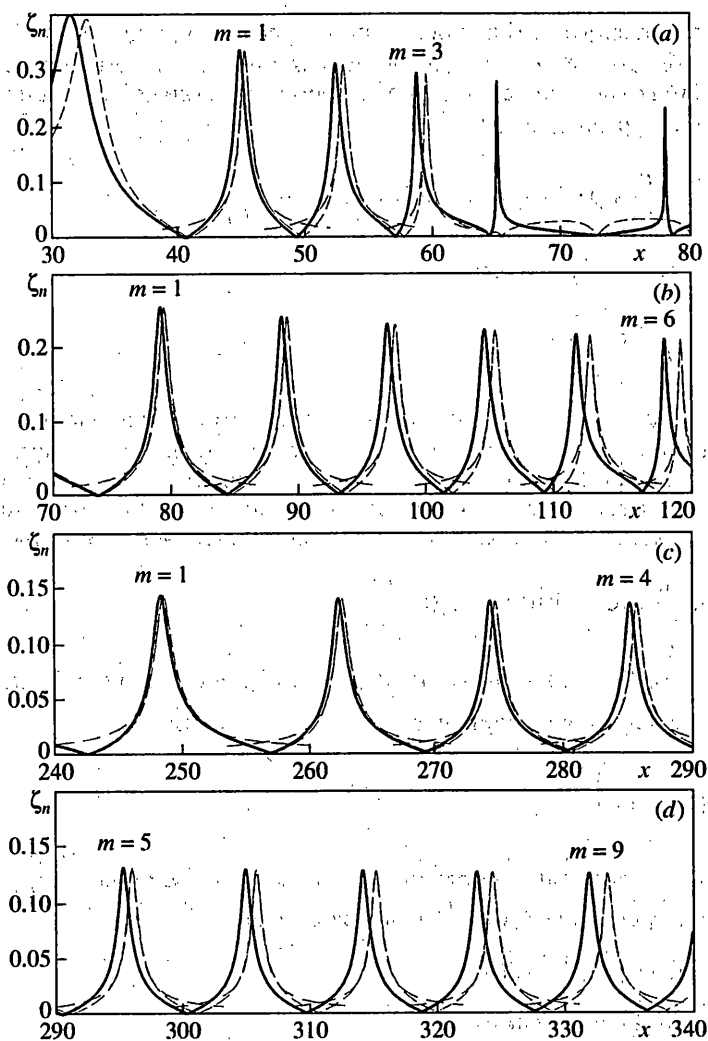 ζn (a)
m = 1
m = 3
0.3
0.2
0.1
0
30 40 50 60 x 70 80
ζn (b)
m = 1
m = 6
0.2
0.1
0
70 80 90 100 110 x 120
ζn (c)
m = 1 m = 4
0.15
0.10
0.05
0
240 250 260 270 280 x 290
ζn (d)
0.15
m = 5 m = 9
0.10
0.05
0
290 300 310 320 330 x 340